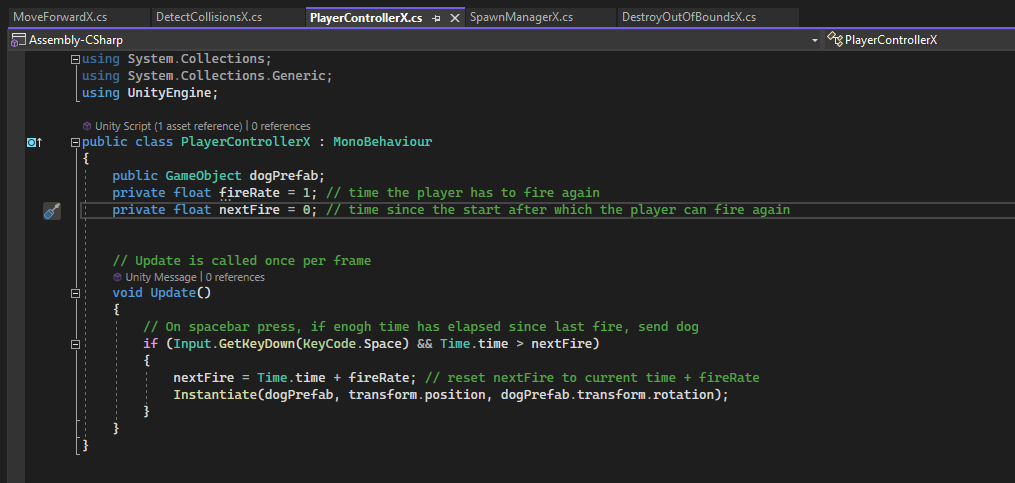 MoveForwardX.cs DetectCollisionsX.cs PlayerControllerX.cs SpawnManagerX.cs DestroyOutOfBoundsX.cs
Assembly-CSharp PlayerControllerX
using System.Collections;
using System.Collections.Generic;
using UnityEngine;
Unity Script (1 asset reference) | 0 references
public class PlayerControllerX : MonoBehaviour
{
public GameObject dogPrefab;
private float fireRate = 1; // time the player has to fire again
private float nextFire = 0; // time since the start after which the player can fire again
// Update is called once per frame
Unity Message | 0 references
void Update()
{
// On spacebar press, if enogh time has elapsed since last fire, send dog
if (Input.GetKeyDown(KeyCode.Space) && Time.time > nextFire)
{
nextFire = Time.time + fireRate; // reset nextFire to current time + fireRate
Instantiate(dogPrefab, transform.position, dogPrefab.transform.rotation);
}
}
}